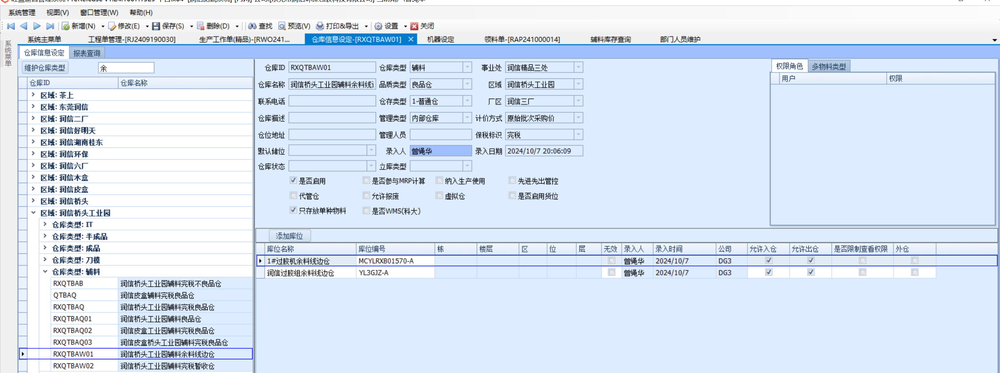 系统管理 视图(V) 窗口管理(W) 帮助(H)
新增(N) 修改(E) 保存(S) 删除(D) 查找 预览(V) 打印&导出 设置 关闭
系统主菜单 工程单管理-[RJ2409190030] 生产工作单(精品)-[RWO241... 仓库信息设定-[RXQTBAW01] 机器设定 领料单-[RAP241000014] 辅料库存查询 部门人员维护
系统菜单
仓库信息设定 报表查询
维护仓库类型 余
仓库ID 仓库名称
区域: 茶上
区域: 东莞润信
区域: 润信二厂
区域: 润信好明天
区域: 润信湖南桂东
区域: 润信环保
区域: 润信六厂
区域: 润信木盒
区域: 润信皮盒
区域: 润信桥头
区域: 润信桥头工业园
仓库类型: IT
仓库类型: 半成品
仓库类型: 成品
仓库类型: 刀模
仓库类型: 辅料
RXQTBAB 润信桥头工业园辅料完税不良品仓
QTBAQ 润信皮盒辅料完税良品仓
RXQTBAQ 润信桥头工业园辅料完税良品仓
RXQTBAQ01 润信桥头工业园辅料良品仓
RXQTBAQ02 润信皮盒工业园辅料完税良品仓
RXQTBAQ03 润信皮盒桥头工业园辅料完税良品仓
RXQTBAW01 润信桥头工业园辅料余料线边仓
RXQTBAW02 润信桥头工业园辅料完税暂收仓
仓库ID RXQTBAW01 仓库类型 辅料 事业处 润信精品三处
仓库名称 润信桥头工业园辅料余料线 品质类型 良品仓 区域 润信桥头工业园
联系电话 仓存类型 1-普通仓 厂区 润信三厂
仓库描述 管理类型 内部仓库 计价方式 原始批次采购价
仓位地址 管理人员 保税标识 完税
默认储位 录入人 曾绳华 录入日期 2024/10/7 20:06:09
仓库状态 立库类型
是否启用 是否参与MRP计算 纳入生产使用 先进先出管控
代管仓 允许报废 虚拟仓 是否启用货位
只存放单种物料 是否WMS(科大)
权限角色 多物料类型
用户 权限
添加库位
库位名称 库位编号 栋 楼层 区 位 层 无效 录入人 录入时间 公司 允许入仓 允许出仓 是否限制查看权限 外仓
1#过胶机余料线边仓 MCYLRXB01570-A 曾绳华 2024/10/7 DG3
润信过胶组余料线边仓 YL3GJZ-A 曾绳华 2024/10/7 DG3